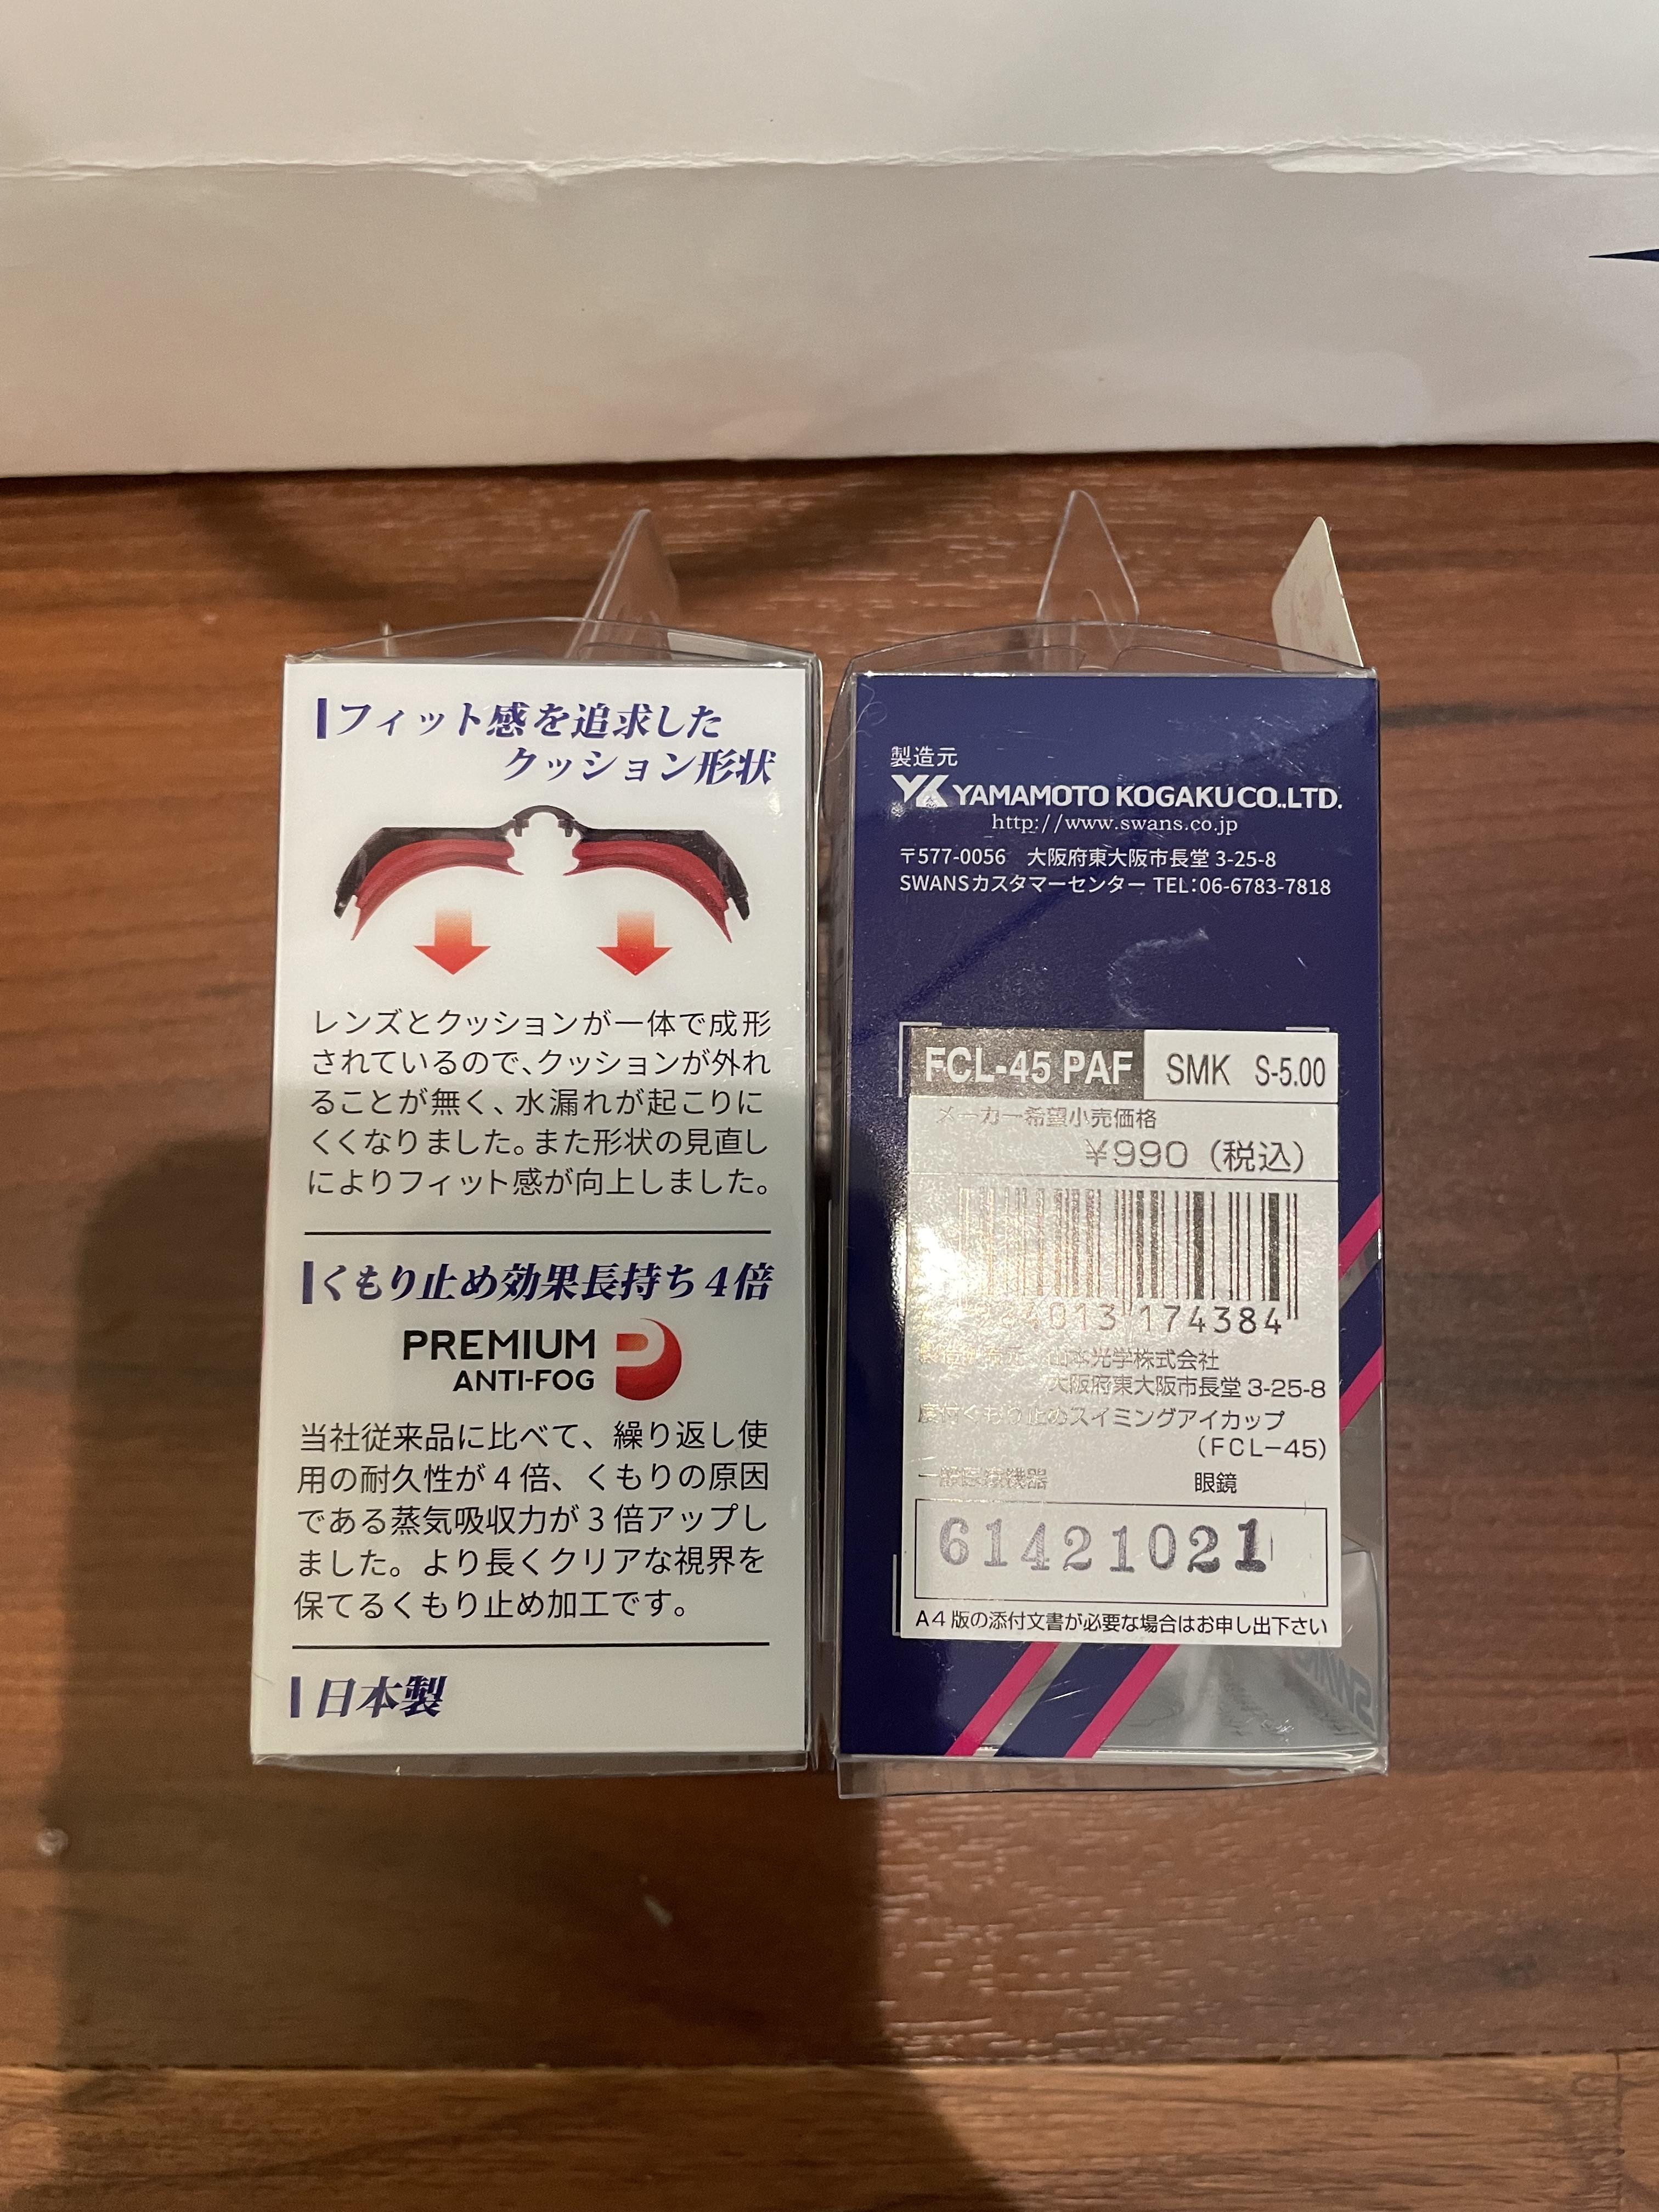 フィット感を追求した
クッション形状
レンズとクッションが一体で成形
されているので、クッションが外れ
ることが無く、水漏れが起こりに
くくなりました。また形状の見直し
によりフィット感が向上しました。
くもり止め効果長持ち4倍
PREMIUM
ANTI-FOG
当社従来品に比べて、繰り返し使
用の耐久性が4倍、くもりの原因
である蒸気吸収力が3倍アップし
ました。より長くクリアな視界を
保てるくもり止め加工です。
日本製
製造元
YAMAMOTO KOGAKU CO.,LTD.
http://www.swans.co.jp
〒577-0056 大阪府東大阪市長堂 3-25-8
SWANSカスタマーセンター TEL:06-6783-7818
FCL-45 PAF SMK S-5.00
メーカー希望小売価格
¥990（税込）
174384
山本光学株式会社
大阪府東大阪市長堂 3-25-8
度付くもり止めスイミングアイカップ
（FCL-45）
一般医療機器 眼鏡
61421021
A4版の添付文書が必要な場合はお申し出下さい